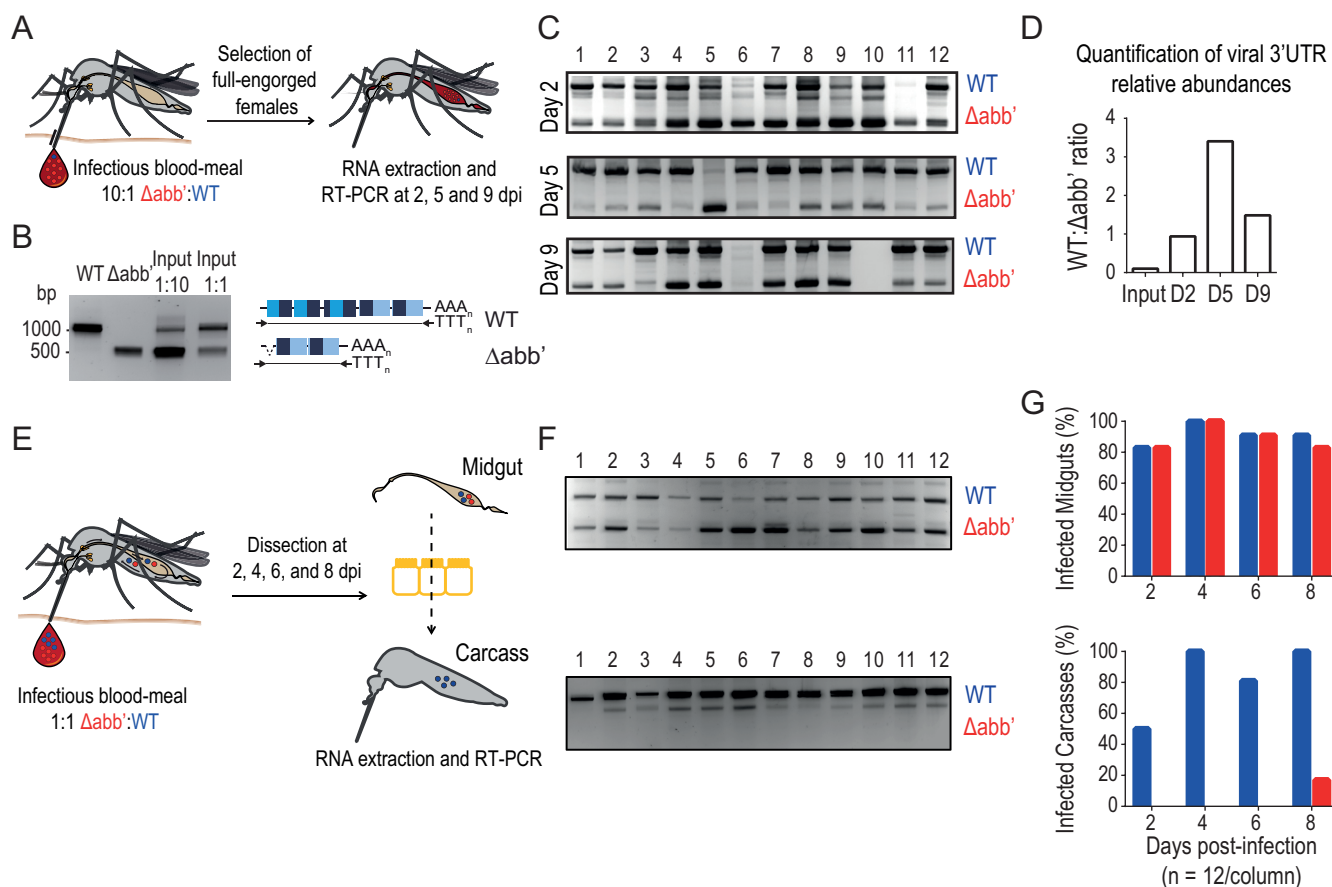 A
Selection of
full-engorged
females
Infectious blood-meal
10:1 Δabb’:WT
RNA extraction and
RT-PCR at 2, 5 and 9 dpi
B
WT Δabb’ Input 1:10 Input 1:1
bp
1000
500
AAAn
TTTn
WT
AAAn
TTTn
Δabb’
C
1 2 3 4 5 6 7 8 9 10 11 12
Day 2
WT
Δabb’
Day 5
WT
Δabb’
Day 9
WT
Δabb’
D
Quantification of viral 3’UTR
relative abundances
WT:Δabb’ ratio
4
3
2
1
0
Input D2 D5 D9
E
Infectious blood-meal
1:1 Δabb’:WT
Dissection at
2, 4, 6, and 8 dpi
Midgut
Carcass
RNA extraction and RT-PCR
F
1 2 3 4 5 6 7 8 9 10 11 12
WT
Δabb’
1 2 3 4 5 6 7 8 9 10 11 12
WT
Δabb’
G
Infected Midguts (%)
100
80
60
40
20
0
2 4 6 8
Infected Carcasses (%)
100
80
60
40
20
0
2 4 6 8
Days post-infection
(n = 12/column)